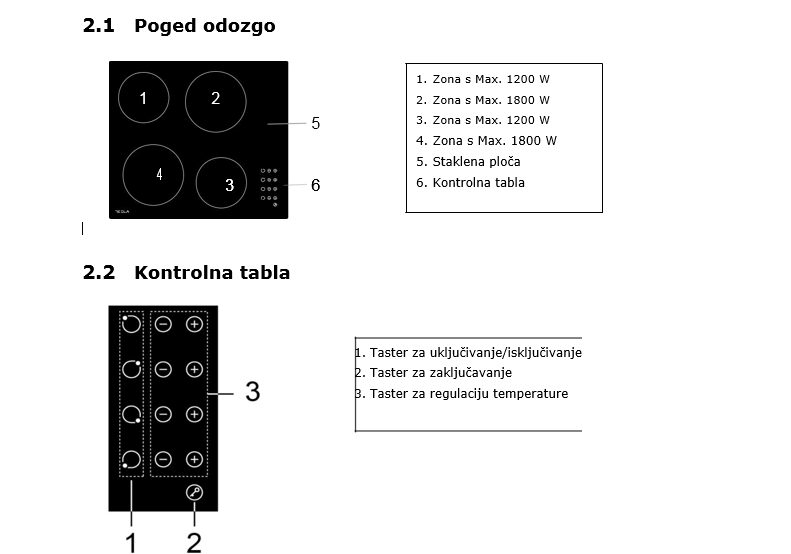 2.1 Poged odozgo
1
2
4
3
5
6
TESLA
1. Zona s Max. 1200 W
2. Zona s Max. 1800 W
3. Zona s Max. 1200 W
4. Zona s Max. 1800 W
5. Staklena ploča
6. Kontrolna tabla
2.2 Kontrolna tabla
3
1
2
1. Taster za uključivanje/isključivanje
2. Taster za zaključavanje
3. Taster za regulaciju temperature